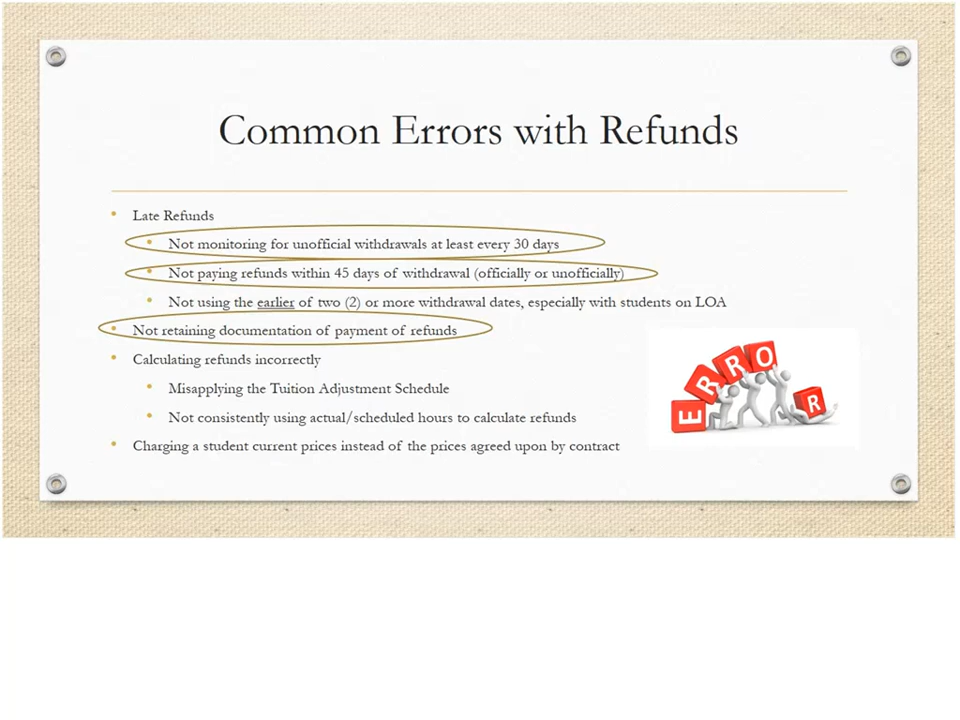 Common Errors with Refunds
• Late Refunds
• Not monitoring for unofficial withdrawals at least every 30 days
• Not paying refunds within 45 days of withdrawal (officially or unofficially)
• Not using the earlier of two (2) or more withdrawal dates, especially with students on LOA
• Not retaining documentation of payment of refunds
• Calculating refunds incorrectly
• Misapplying the Tuition Adjustment Schedule
• Not consistently using actual/scheduled hours to calculate refunds
• Charging a student current prices instead of the prices agreed upon by contract
ERROR